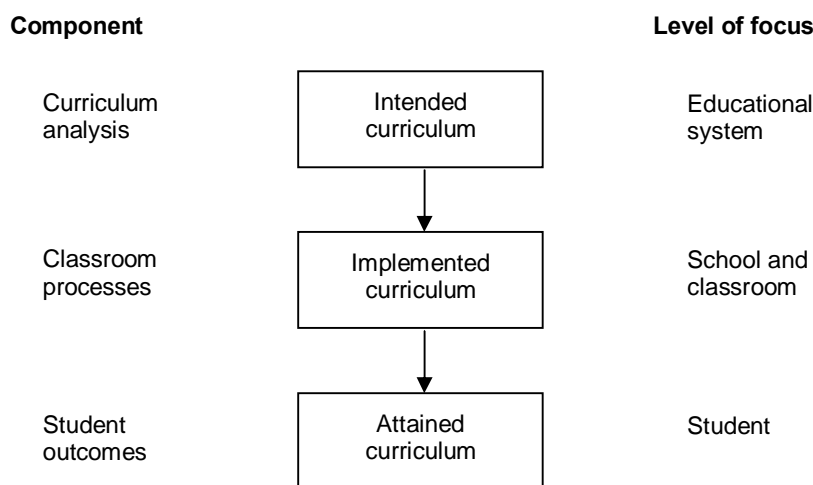 Component
Level of focus
Curriculum
analysis
Intended
curriculum
Educational
system
Classroom
processes
Implemented
curriculum
School and
classroom
Student
outcomes
Attained
curriculum
Student